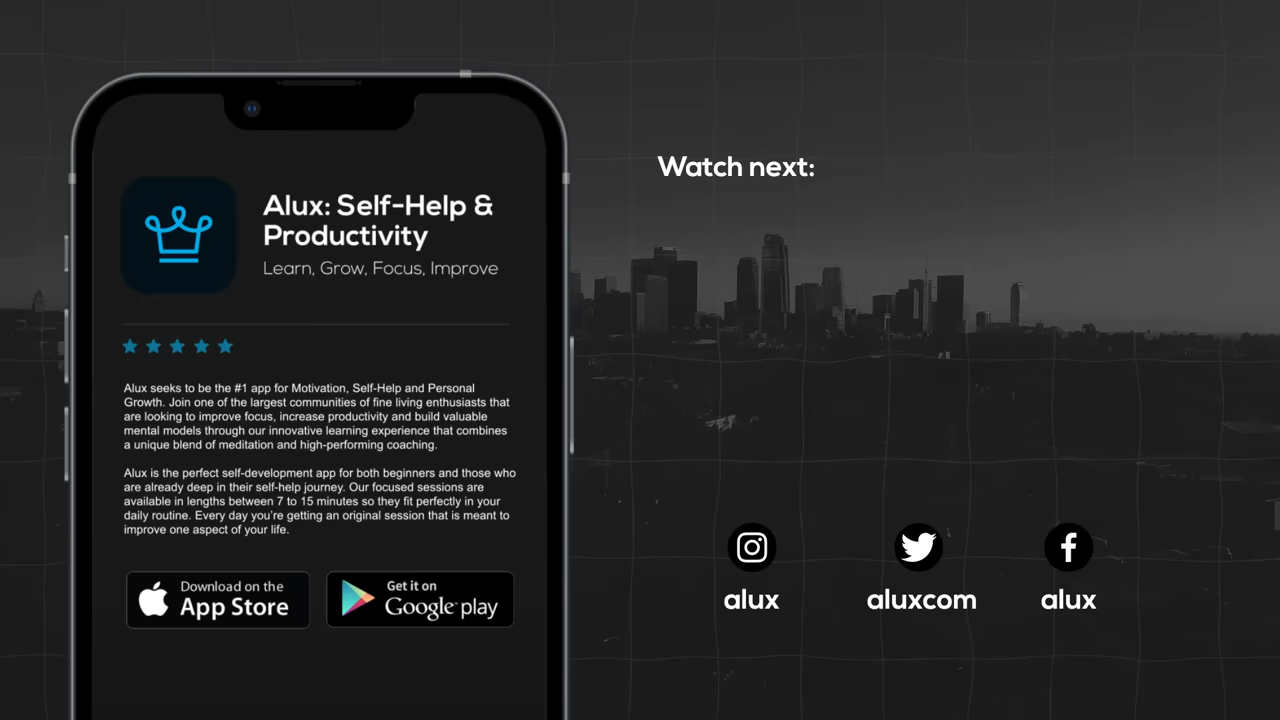 Alux: Self-Help &
Productivity
Learn, Grow, Focus, Improve
Alux seeks to be the #1 app for Motivation, Self-Help and Personal
Growth. Join one of the largest communities of fine living enthusiasts that
are looking to improve focus, increase productivity and build valuable
mental models through our innovative learning experience that combines
a unique blend of meditation and high-performing coaching.
Alux is the perfect self-development app for both beginners and those who
are already deep in their self-help journey. Our focused sessions are
available in lengths between 7 to 15 minutes so they fit perfectly in your
daily routine. Every day you're getting an original session that is meant to
improve one aspect of your life.
Download on the
App Store
Get it on
Google play
Watch next:
alux
aluxcom
alux